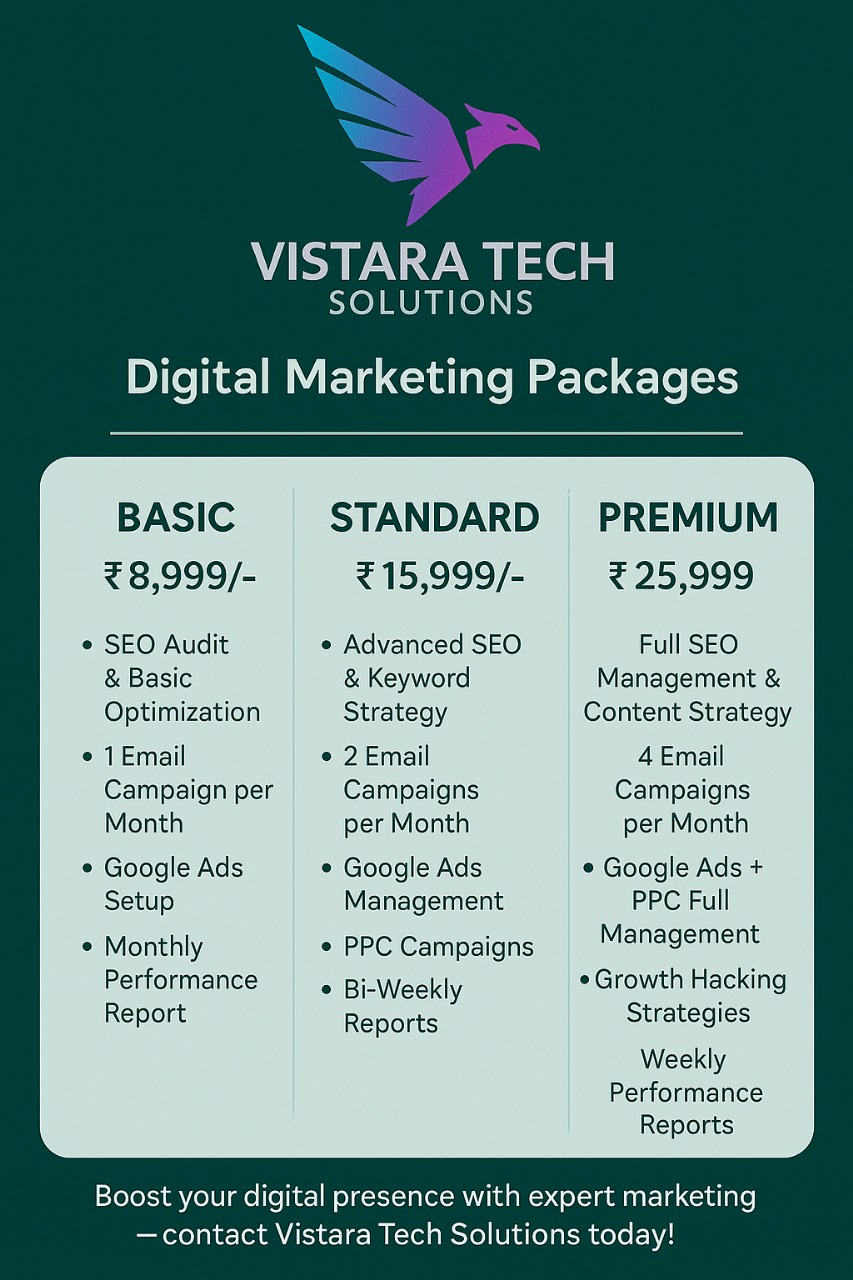 VISTARA TECH
SOLUTIONS
Digital Marketing Packages
BASIC
₹8,999/-
• SEO Audit
& Basic
Optimization
• 1 Email
Campaign per
Month
• Google Ads
Setup
• Monthly
Performance
Report
STANDARD
₹15,999/-
• Advanced SEO
& Keyword
Strategy
• 2 Email
Campaigns
per Month
• Google Ads
Management
• PPC Campaigns
• Bi-Weekly
Reports
PREMIUM
₹25,999
Full SEO
Management &
Content Strategy
4 Email
Campaigns
per Month
• Google Ads +
PPC Full
Management
• Growth Hacking
Strategies
Weekly
Performance
Reports
Boost your digital presence with expert marketing
— contact Vistara Tech Solutions today!